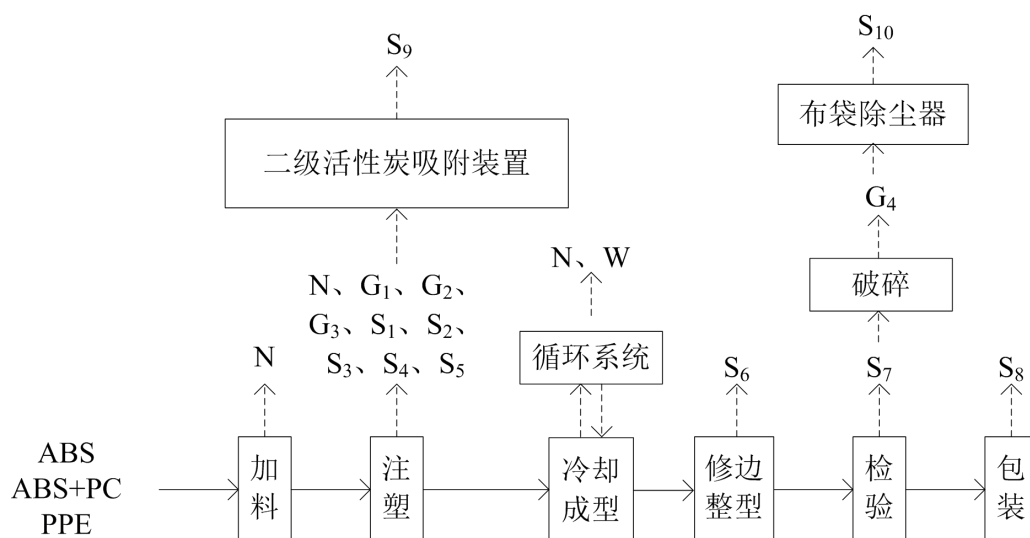 S₁₀
S₉
布袋除尘器
二级活性炭吸附装置
G₄
N、W
破碎
N、G₁、G₂、
G₃、S₁、S₂、
S₃、S₄、S₅
循环系统
N
S₆
S₇
S₈
ABS
ABS+PC
PPE
加料
注塑
冷却
成型
修边
整型
检验
包装